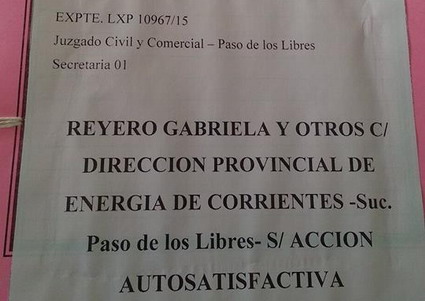 EXPTE. LXP 10967/15
Juzgado Civil y Comercial – Paso de los Libres
Secretaria 01
REYERO GABRIELA Y OTROS C/
DIRECCION PROVINCIAL DE
ENERGIA DE CORRIENTES -Suc.
Paso de los Libres- S/ ACCION
AUTOSATISFACTIVA